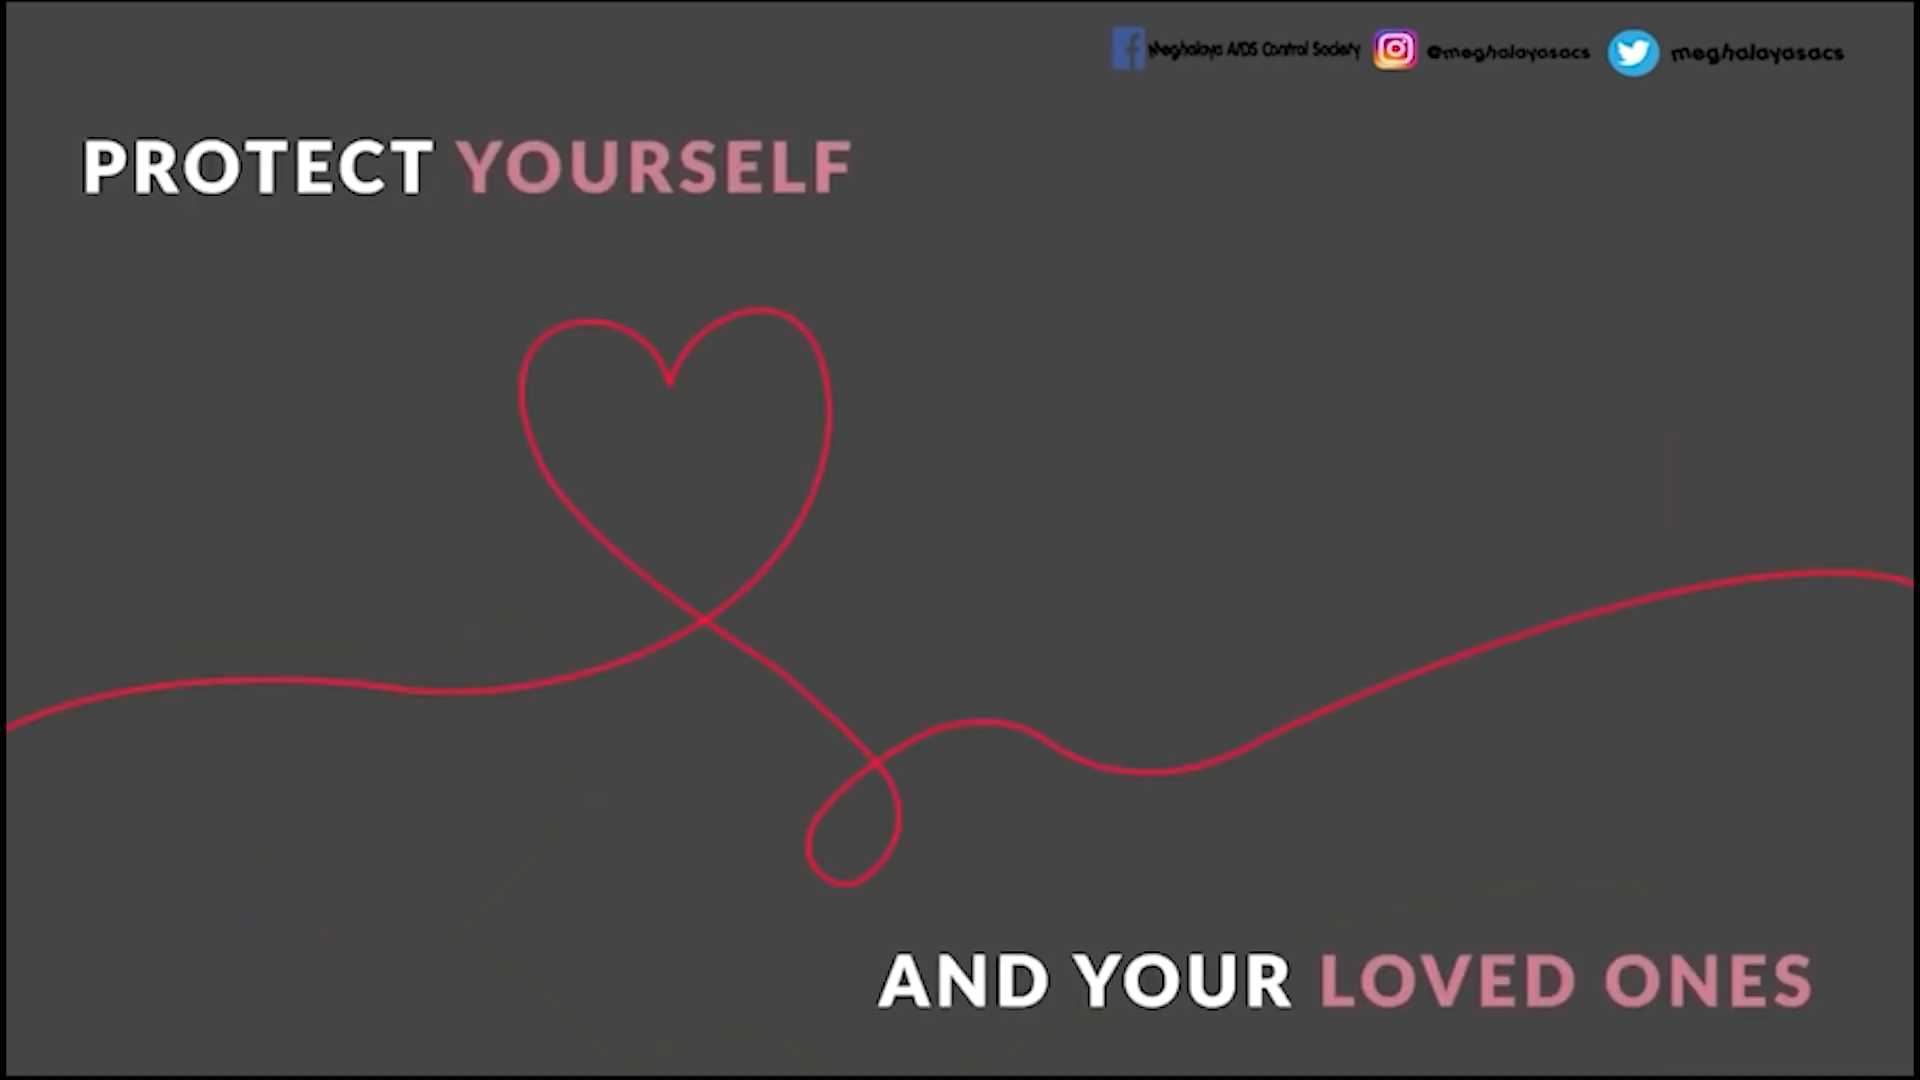 Meghalaya AIDS Control Society @meghalayasacs meghalayasacs
PROTECT YOURSELF
AND YOUR LOVED ONES